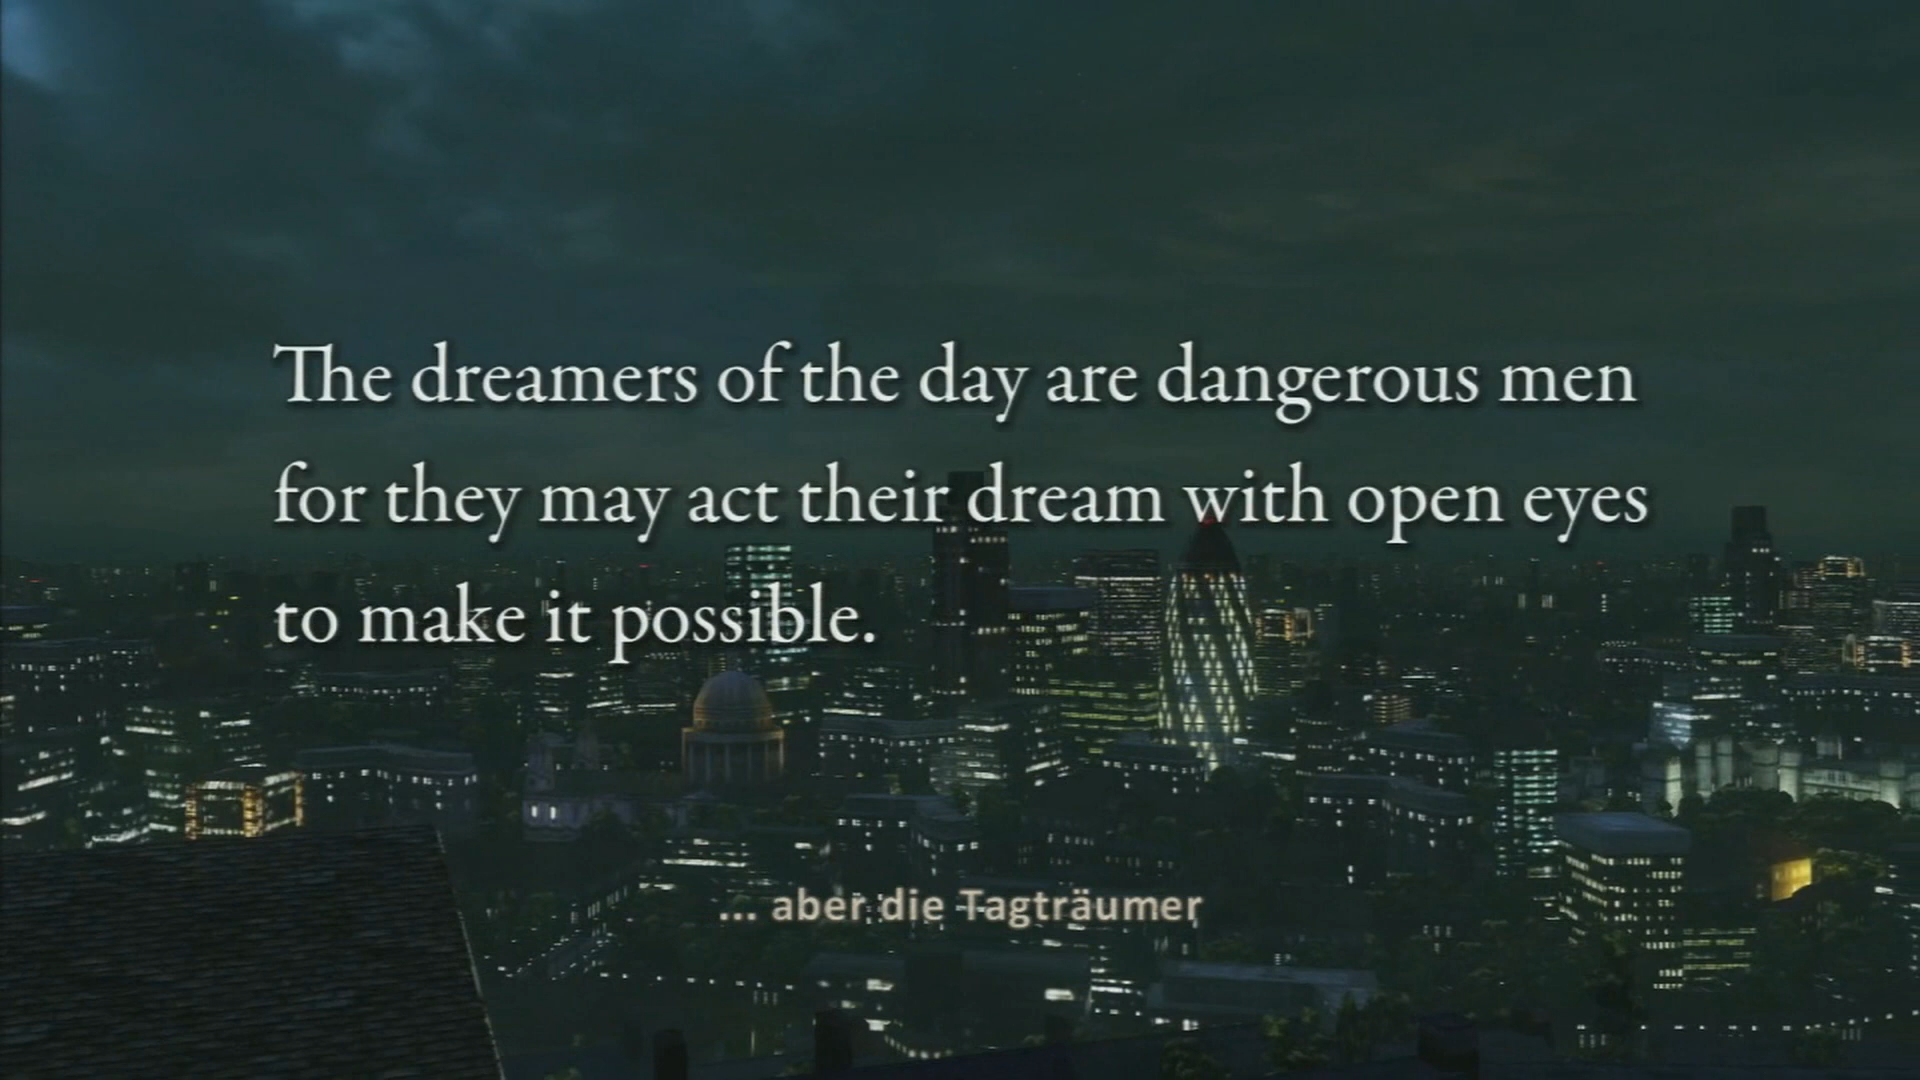 The dreamers of the day are dangerous men
for they may act their dream with open eyes
to make it possible.
... aber die Tagträumer